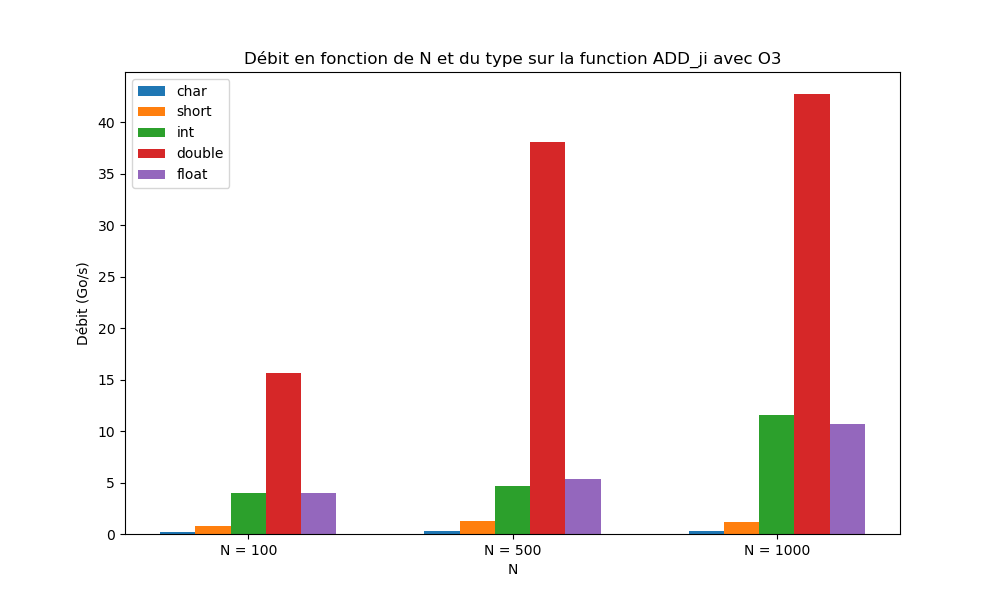 Débit en fonction de N et du type sur la function ADD_ji avec O3
char
short
int
double
float
Débit (Go/s)
40
35
30
25
20
15
10
5
0
N = 100
N = 500
N = 1000
N